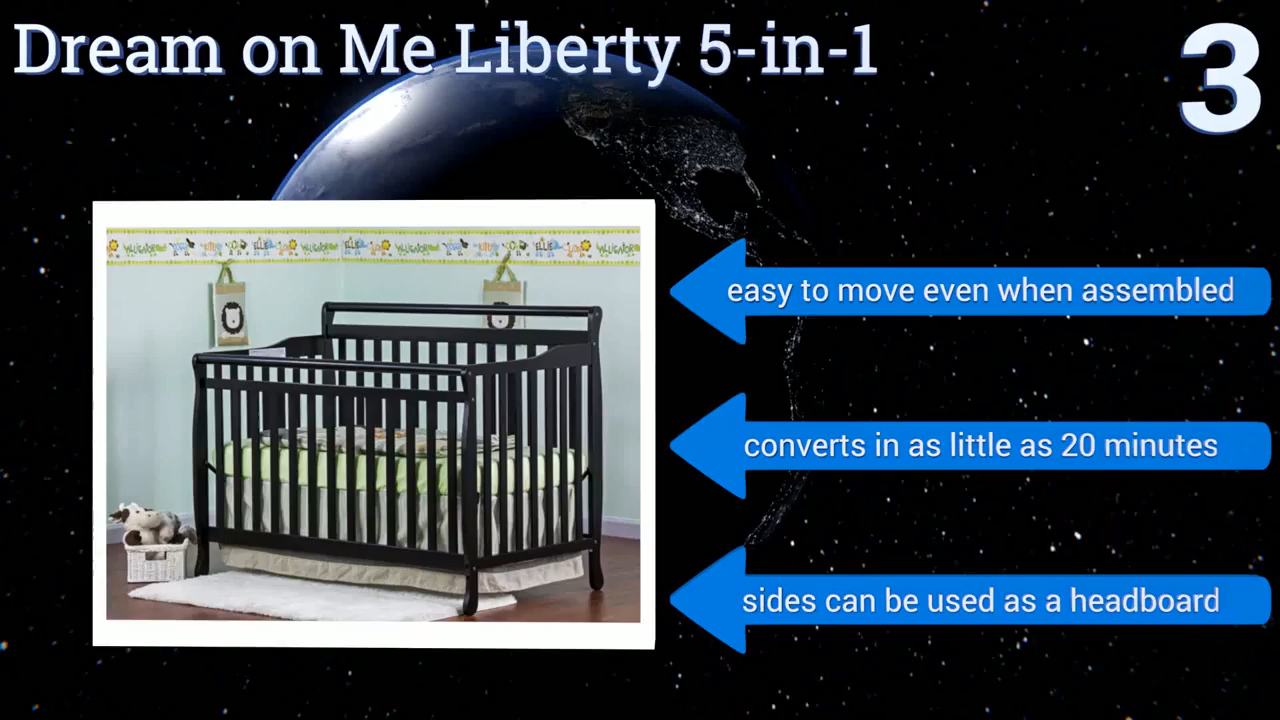 Dream on Me Liberty 5-in-1
3
easy to move even when assembled
converts in as little as 20 minutes
sides can be used as a headboard